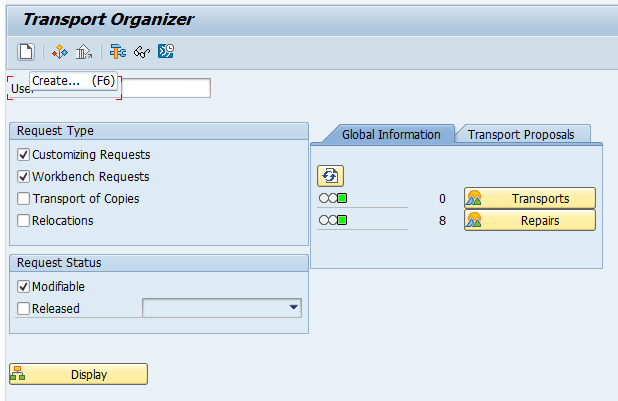 Transport Organizer
Create... (F6)
User
Request Type
Customizing Requests
Workbench Requests
Transport of Copies
Relocations
Request Status
Modifiable
Released
Display
Global Information
Transport Proposals
0 Transports
8 Repairs